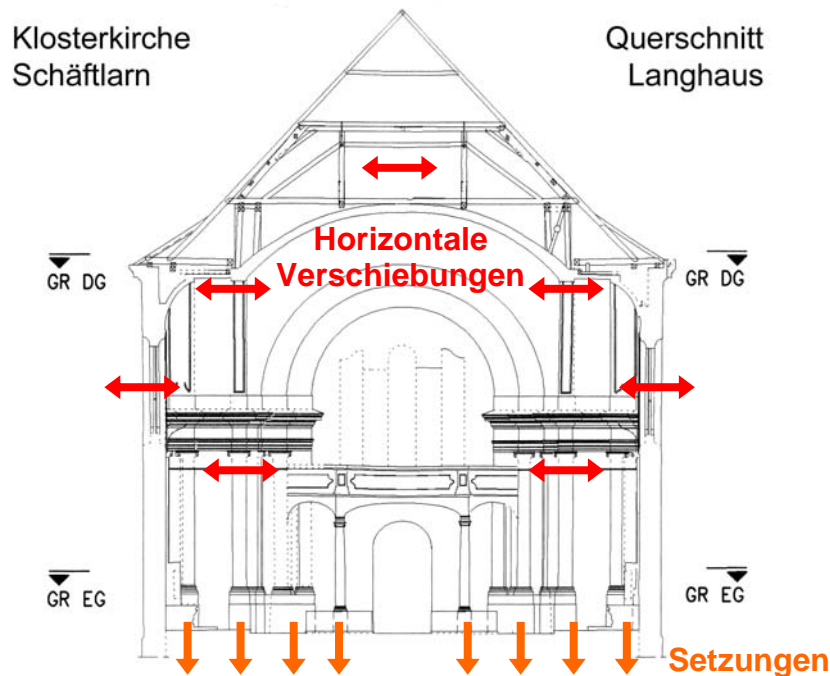 Klosterkirche
Schäftlarn
Querschnitt
Langhaus
Horizontale
Verschiebungen
GR DG
GR DG
GR EG
GR EG
Setzungen